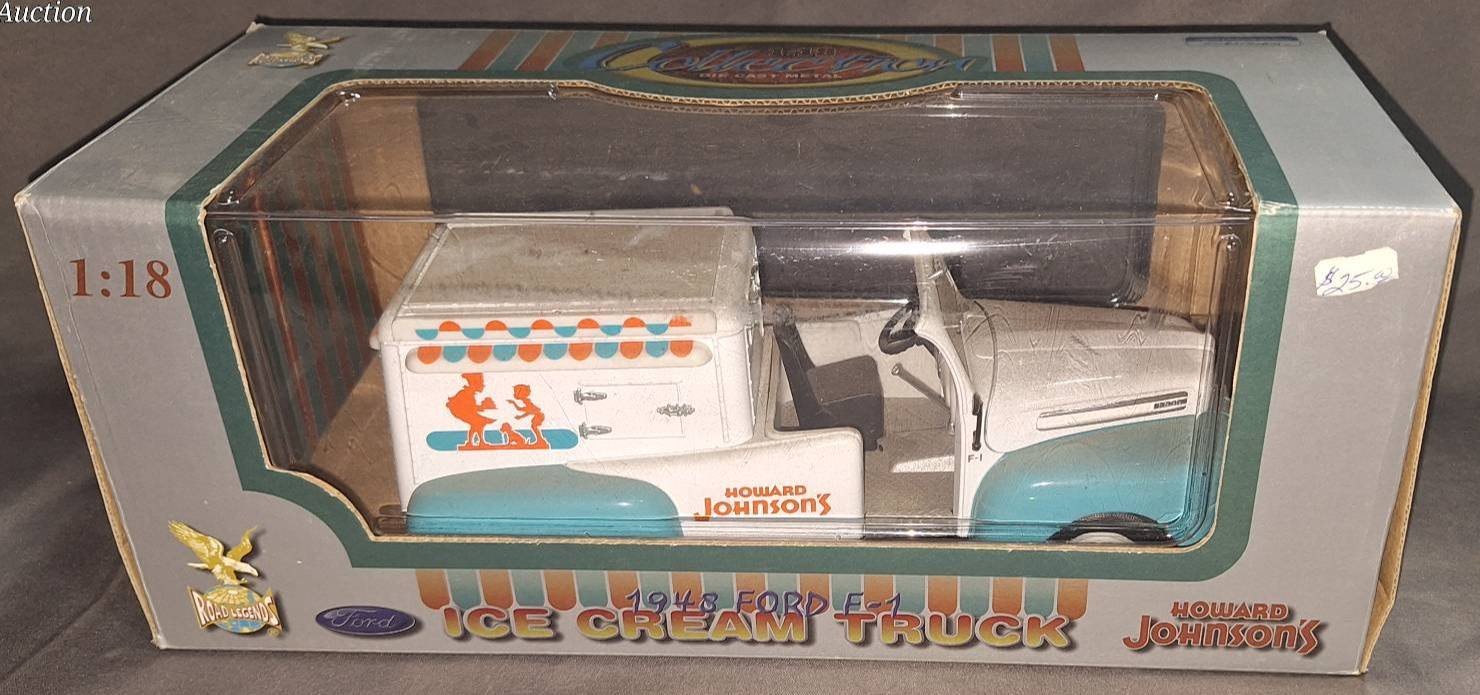 Auction
Collection
DIE CAST METAL
1:18
$25.00
F-1
HOWARD
JOHNSON'S
ROAD LEGENDS
Ford
1948 FORD F-1
ICE CREAM TRUCK
HOWARD
JOHNSON'S